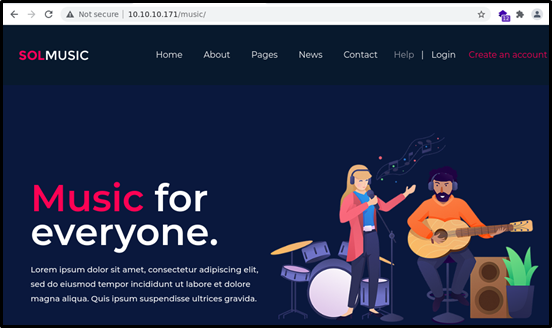 Not secure | 10.10.10.171/music/
12
SOLMUSIC Home About Pages News Contact Help | Login Create an account
Music for
everyone.
Lorem ipsum dolor sit amet, consectetur adipiscing elit,
sed do eiusmod tempor incididunt ut labore et dolore
magna aliqua. Quis ipsum suspendisse ultrices gravida.